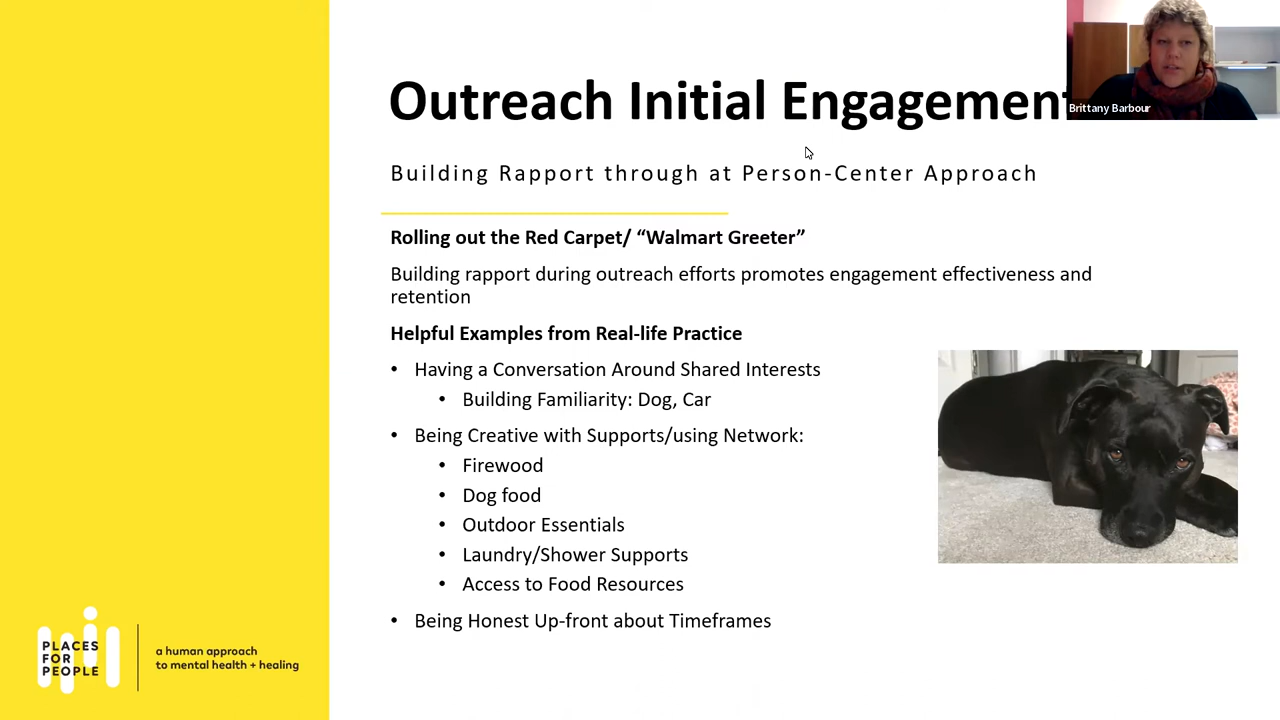 Outreach Initial Engagement
Brittany Barbour
Building Rapport through at Person-Center Approach
Rolling out the Red Carpet/ “Walmart Greeter”
Building rapport during outreach efforts promotes engagement effectiveness and
retention
Helpful Examples from Real-life Practice
• Having a Conversation Around Shared Interests
• Building Familiarity: Dog, Car
• Being Creative with Supports/using Network:
• Firewood
• Dog food
• Outdoor Essentials
• Laundry/Shower Supports
• Access to Food Resources
• Being Honest Up-front about Timeframes
PLACES
FOR
PEOPLE
a human approach
to mental health + healing